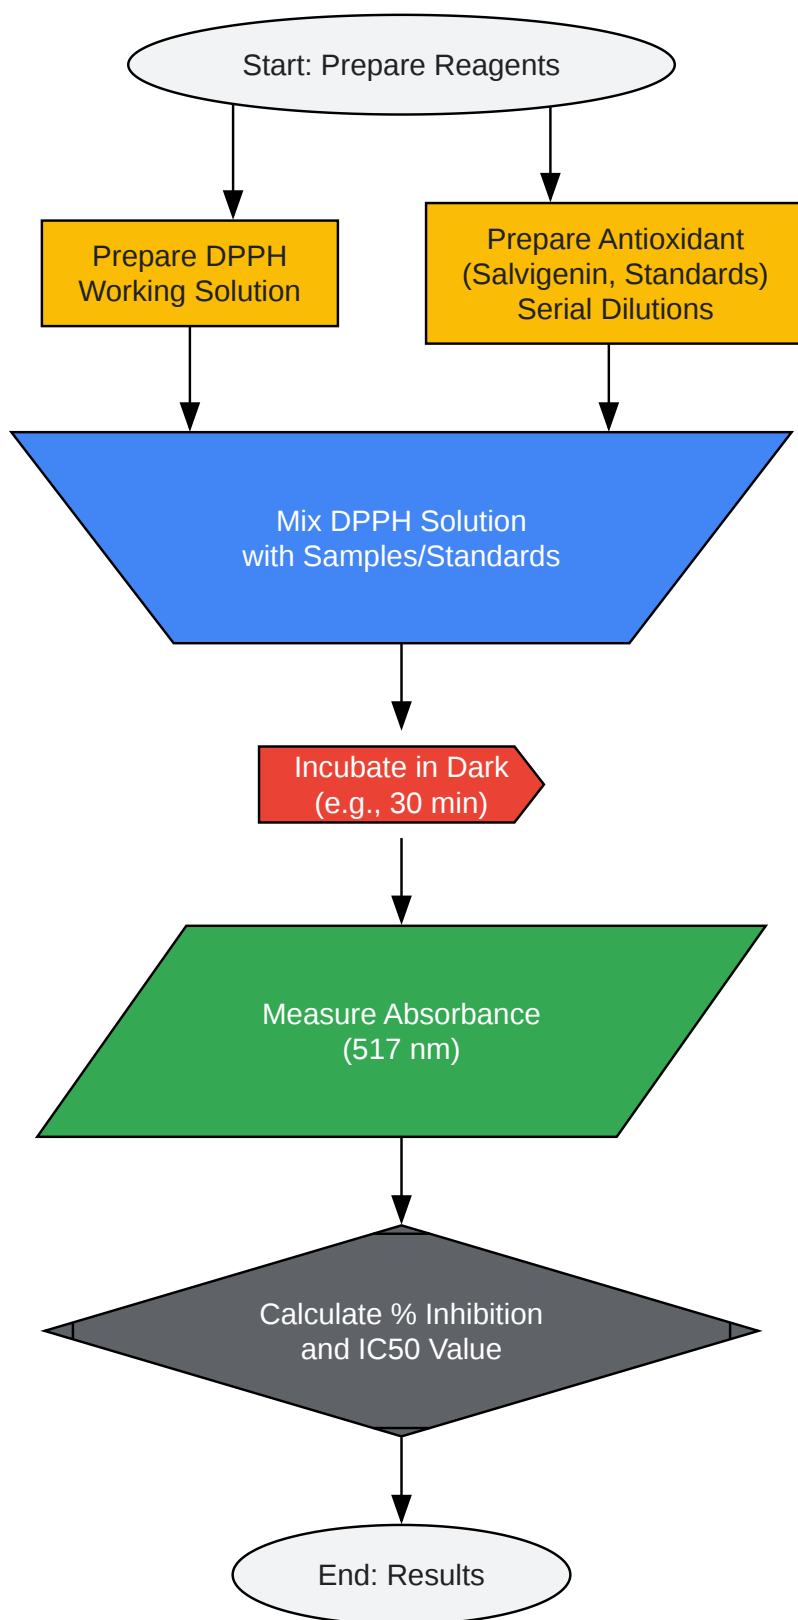 Start: Prepare Reagents
Prepare DPPH
Working Solution
Prepare Antioxidant
(Salvigenin, Standards)
Serial Dilutions
Mix DPPH Solution
with Samples/Standards
Incubate in Dark
(e.g., 30 min)
Measure Absorbance
(517 nm)
Calculate % Inhibition
and IC50 Value
End: Results